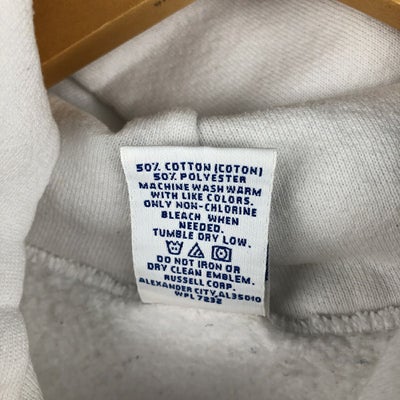 50% COTTON (COTON)
50% POLYESTER
MACHINE WASH WARM
WITH LIKE COLORS.
ONLY NON-CHLORINE
BLEACH WHEN
NEEDED.
TUMBLE DRY LOW.
DO NOT IRON OR
DRY CLEAN EMBLEM.
RUSSELL CORP.
ALEXANDER CITY, AL35010
WPL 7232